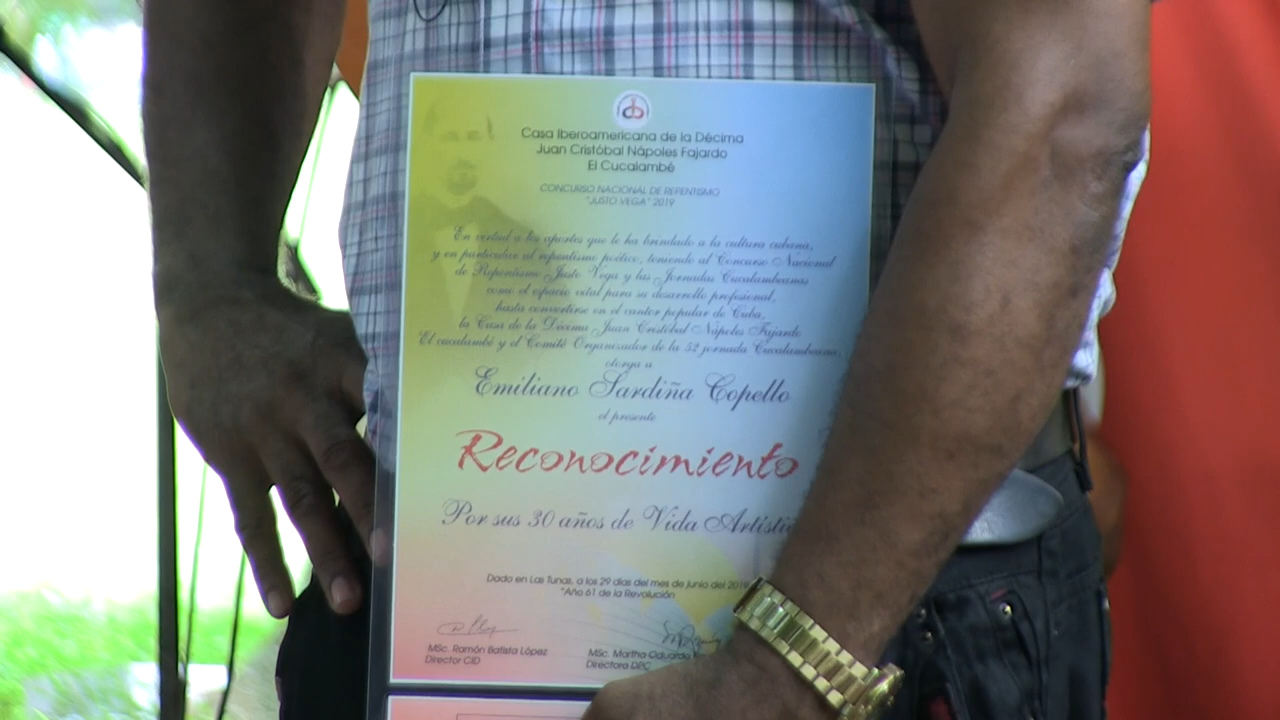 Casa Iberoamericana de la Décima
Juan Cristóbal Nápoles Fajardo
El Cucalambé
CONCURSO NACIONAL DE REPENTISMO
"JUSTO VEGA" 2019
En vertud a los aportes que le ha brindado a la cultura cubana,
y en particular al repentismo poético, teniendo al Concurso Nacional
de Repentismo Justo Vega y las Jornadas Cucalambeanas
como el espacio vital para su desarrollo profesional,
hasta convertirse en el cantor popular de Cuba,
la Casa de la Décima Juan Cristóbal Nápoles Fajardo
El cucalambé y el Comité Organizador de la 52 jornada Cucalambeana,
otorga a
Emiliano Sardiña Copello
el presente
Reconocimiento
Por sus 30 años de Vida
Dado en Las Tunas, a los 29 días del mes de junio del 2019
"Año 61 de la Revolución
MSc. Ramón Batista López
Director CID
MSc. Martha
Directora DPC